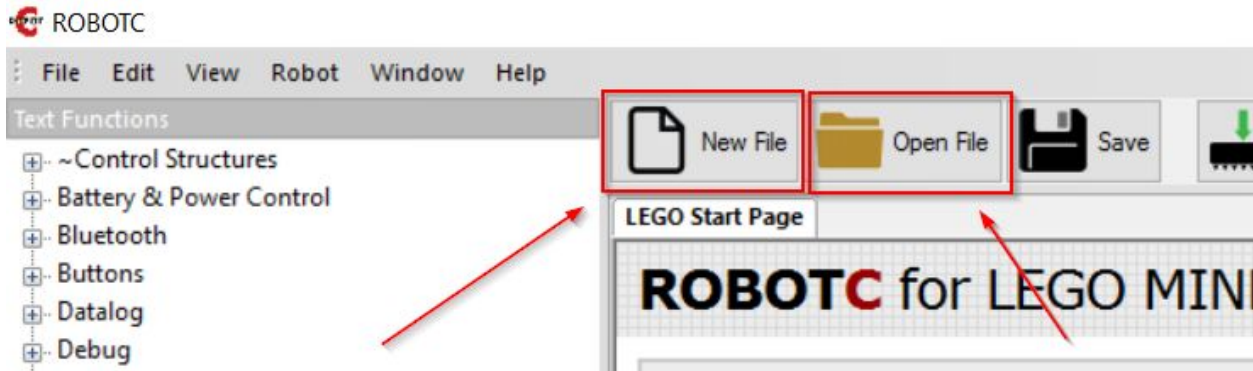 ROBOTC
File Edit View Robot Window Help
Text Functions
~Control Structures
Battery & Power Control
Bluetooth
Buttons
Datalog
Debug
New File Open File Save
LEGO Start Page
ROBOTC for LEGO MIN